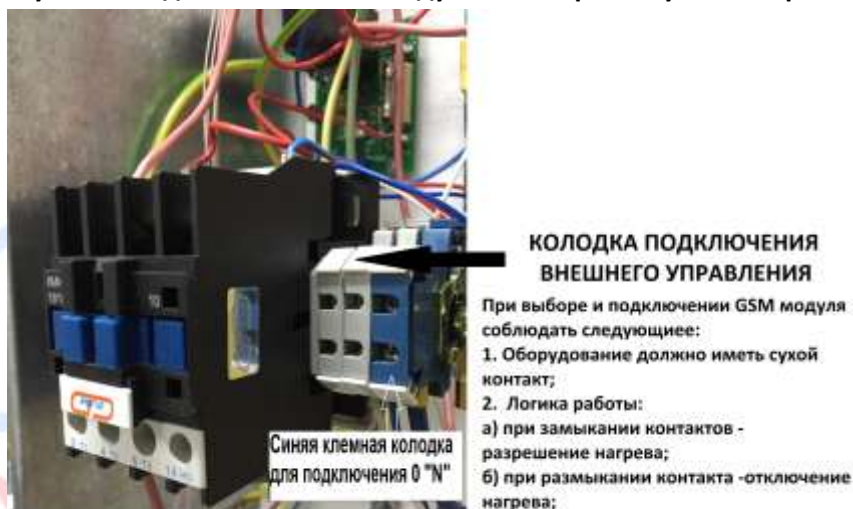 КОЛОДКА ПОДКЛЮЧЕНИЯ
ВНЕШНЕГО УПРАВЛЕНИЯ
При выборе и подключении GSM модуля
соблюдать следующиее:
1. Оборудование должно иметь сухой
контакт;
2. Логика работы:
а) при замыкании контактов -
разрешение нагрева;
б) при размыкании контакта -отключение
нагрева;
Синяя клемная колодка
для подключения 0 "N"